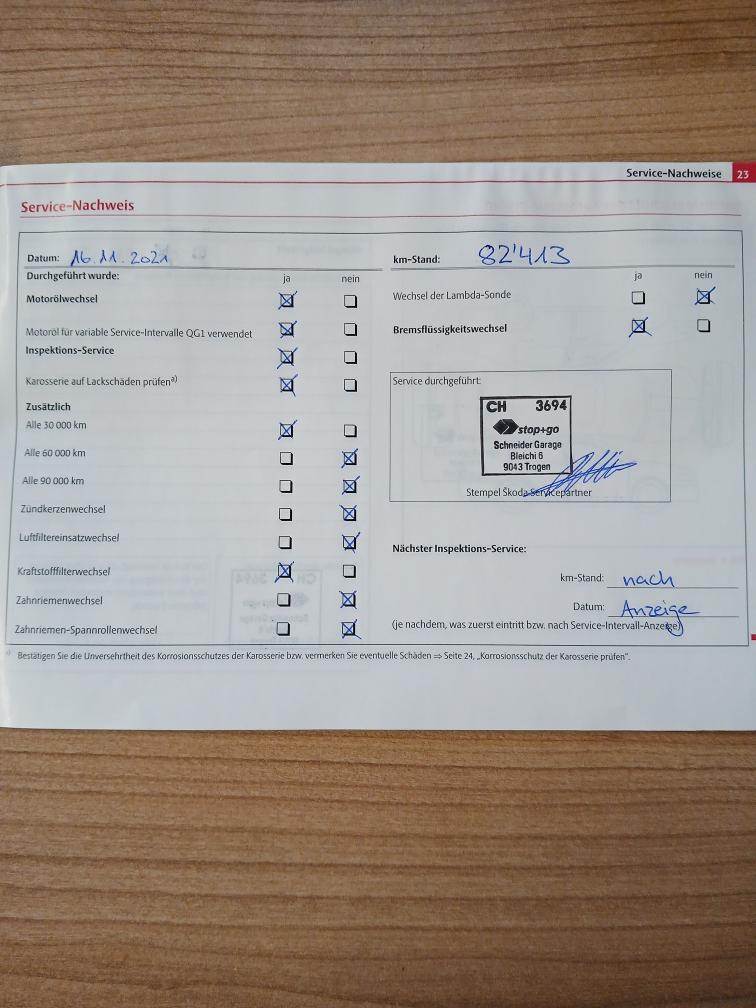 Service-Nachweise 23
Service-Nachweis
Datum: 16.11.2021
km-Stand: 82'413
Durchgeführt wurde: ja nein
ja nein
Motorölwechsel
Wechsel der Lambda-Sonde
Motoröl für variable Service-Intervalle QG1 verwendet
Bremsflüssigkeitswechsel
Inspektions-Service
Karosserie auf Lackschäden prüfen a)
Service durchgeführt:
Zusätzlich
Alle 30 000 km
Alle 60 000 km
Alle 90 000 km
CH 3694
stop+go
Schneider Garage
Bleichi 6
9043 Trogen
Stempel Škoda-Servicepartner
Zündkerzenwechsel
Luftfiltereinsatzwechsel
Kraftstofffilterwechsel
Zahnriemenwechsel
Zahnriemen-Spannrollenwechsel
Nächster Inspektions-Service:
km-Stand: nach
Datum: Anzeige
(je nachdem, was zuerst eintritt bzw. nach Service-Intervall-Anzeige)
a) Bestätigen Sie die Unversehrtheit des Korrosionsschutzes der Karosserie bzw. vermerken Sie eventuelle Schäden ⇒ Seite 24, „Korrosionsschutz der Karosserie prüfen“.